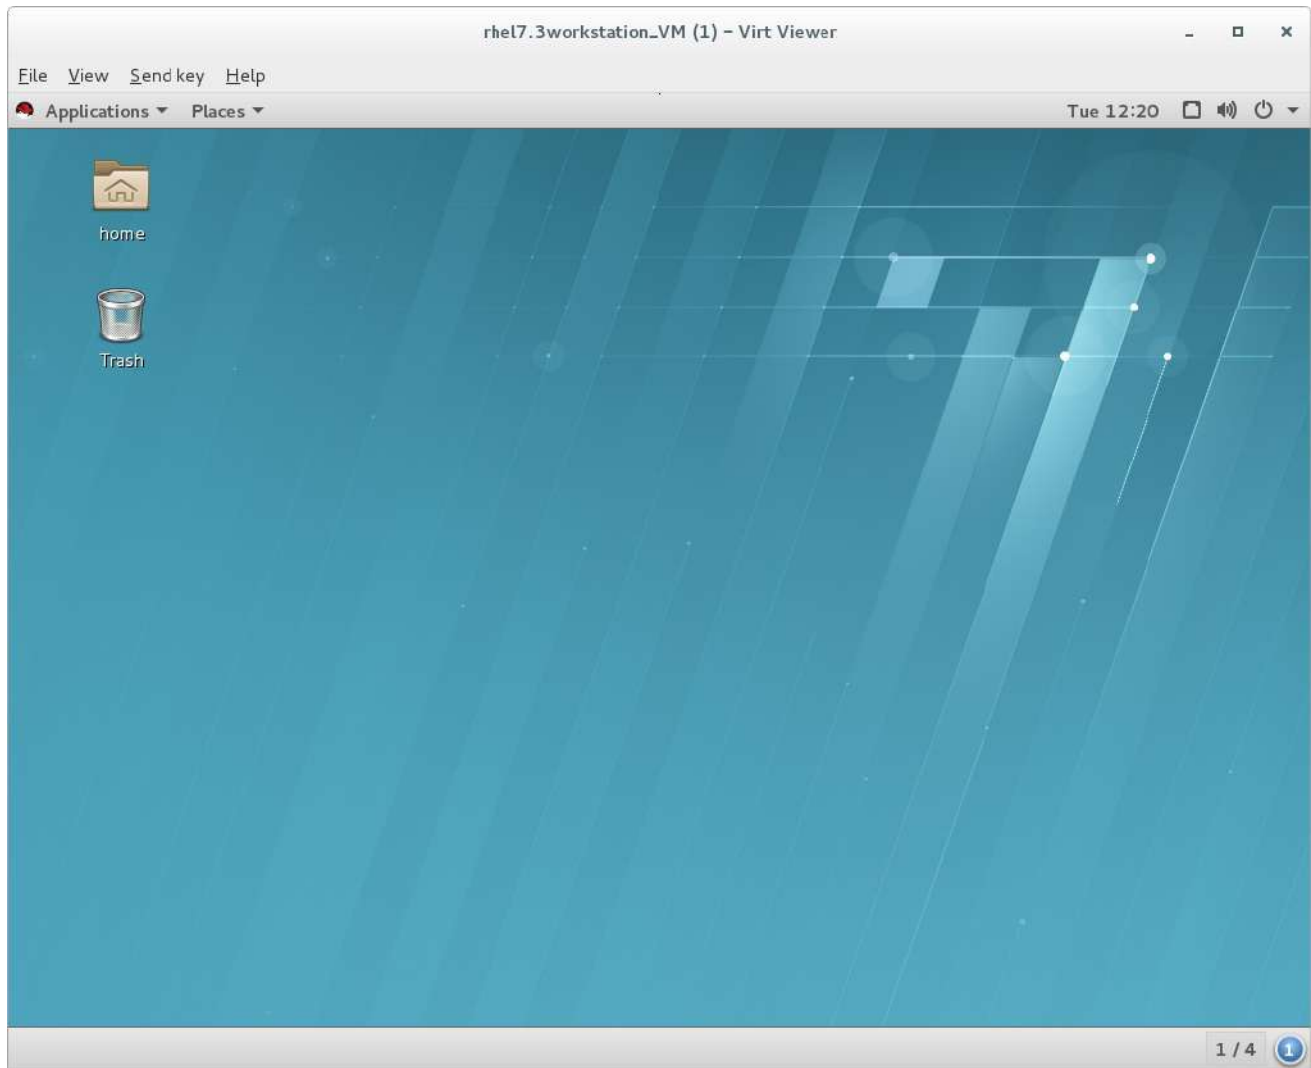 rhel7.3workstation_VM (1) – Virt Viewer
File View Send key Help
Applications Places Tue 12:20
home
Trash
1 / 4 1